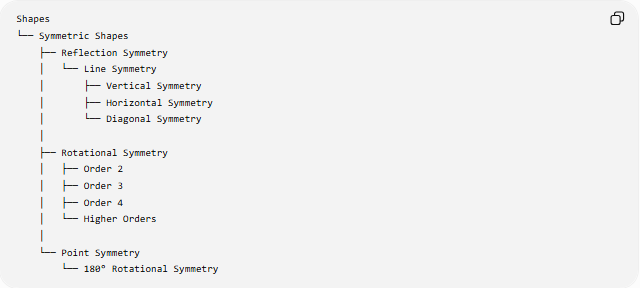 Shapes
└── Symmetric Shapes
    ├── Reflection Symmetry
    │   └── Line Symmetry
    │       ├── Vertical Symmetry
    │       ├── Horizontal Symmetry
    │       └── Diagonal Symmetry
    │
    ├── Rotational Symmetry
    │   ├── Order 2
    │   ├── Order 3
    │   ├── Order 4
    │   └── Higher Orders
    │
    └── Point Symmetry
        └── 180° Rotational Symmetry